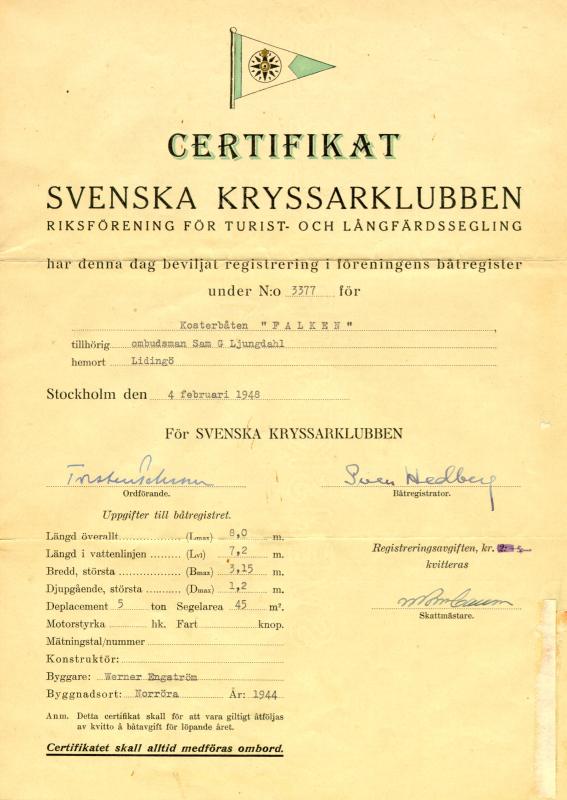 CERTIFIKAT
SVENSKA KRYSSARKLUBBEN
RIKSFÖRENING FÖR TURIST- OCH LÅNGFÄRDSSEGLING
har denna dag beviljat registrering i föreningens båtregister
under N:o 3377 för
Kosterbåten "F A L K E N"
tillhörig ombudsman Sam G Ljungdahl
hemort Lidingö
Stockholm den 4 februari 1948
För SVENSKA KRYSSARKLUBBEN
Torsten Sven Hedberg
Ordförande. Båtregistrator.
Uppgifter till båtregistret.
Längd överallt (Lmax) 8,0 m.
Längd i vattenlinjen (Lvl) 7,2 m.
Bredd, största (Bmax) 3,15 m.
Djupgående, största (Dmax) 1,2 m.
Deplacement 5 ton Segelarea 45 m².
Motorstyrka hk. Fart knop.
Mätningstal/nummer
Konstruktör:
Byggare: Werner Engström
Byggnadsort: Norröra År: 1944
Anm. Detta certifikat skall för att vara giltigt åtföljas
av kvitto å båtavgift för löpande året.
Certifikatet skall alltid medföras ombord.
Registreringsavgiften, kr.
kvitteras
Skattmästare.